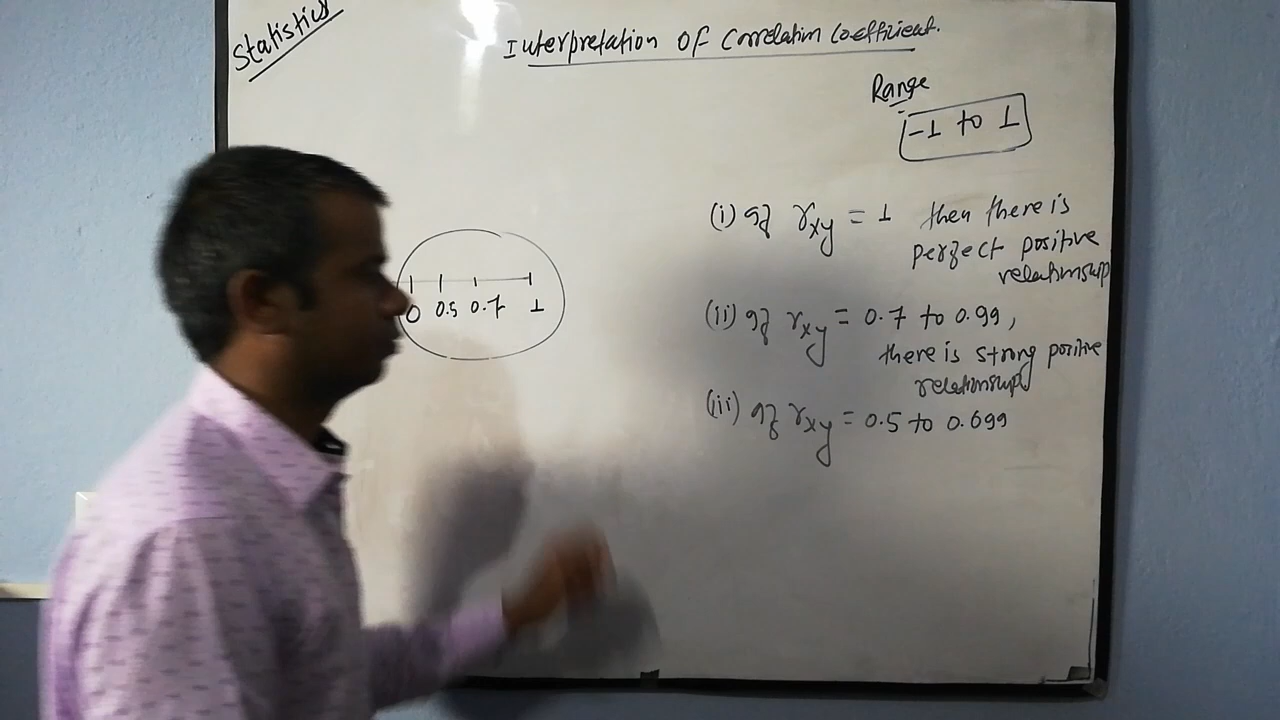 Statistics
Interpretation Of Correlation Coefficient.
Range
-1 to 1
0 0.5 0.7 1
(i) If rxy = 1 then there is
perfect positive
relationship
(ii) If rxy = 0.7 to 0.99,
there is strong positive
relationship
(iii) If rxy = 0.5 to 0.699